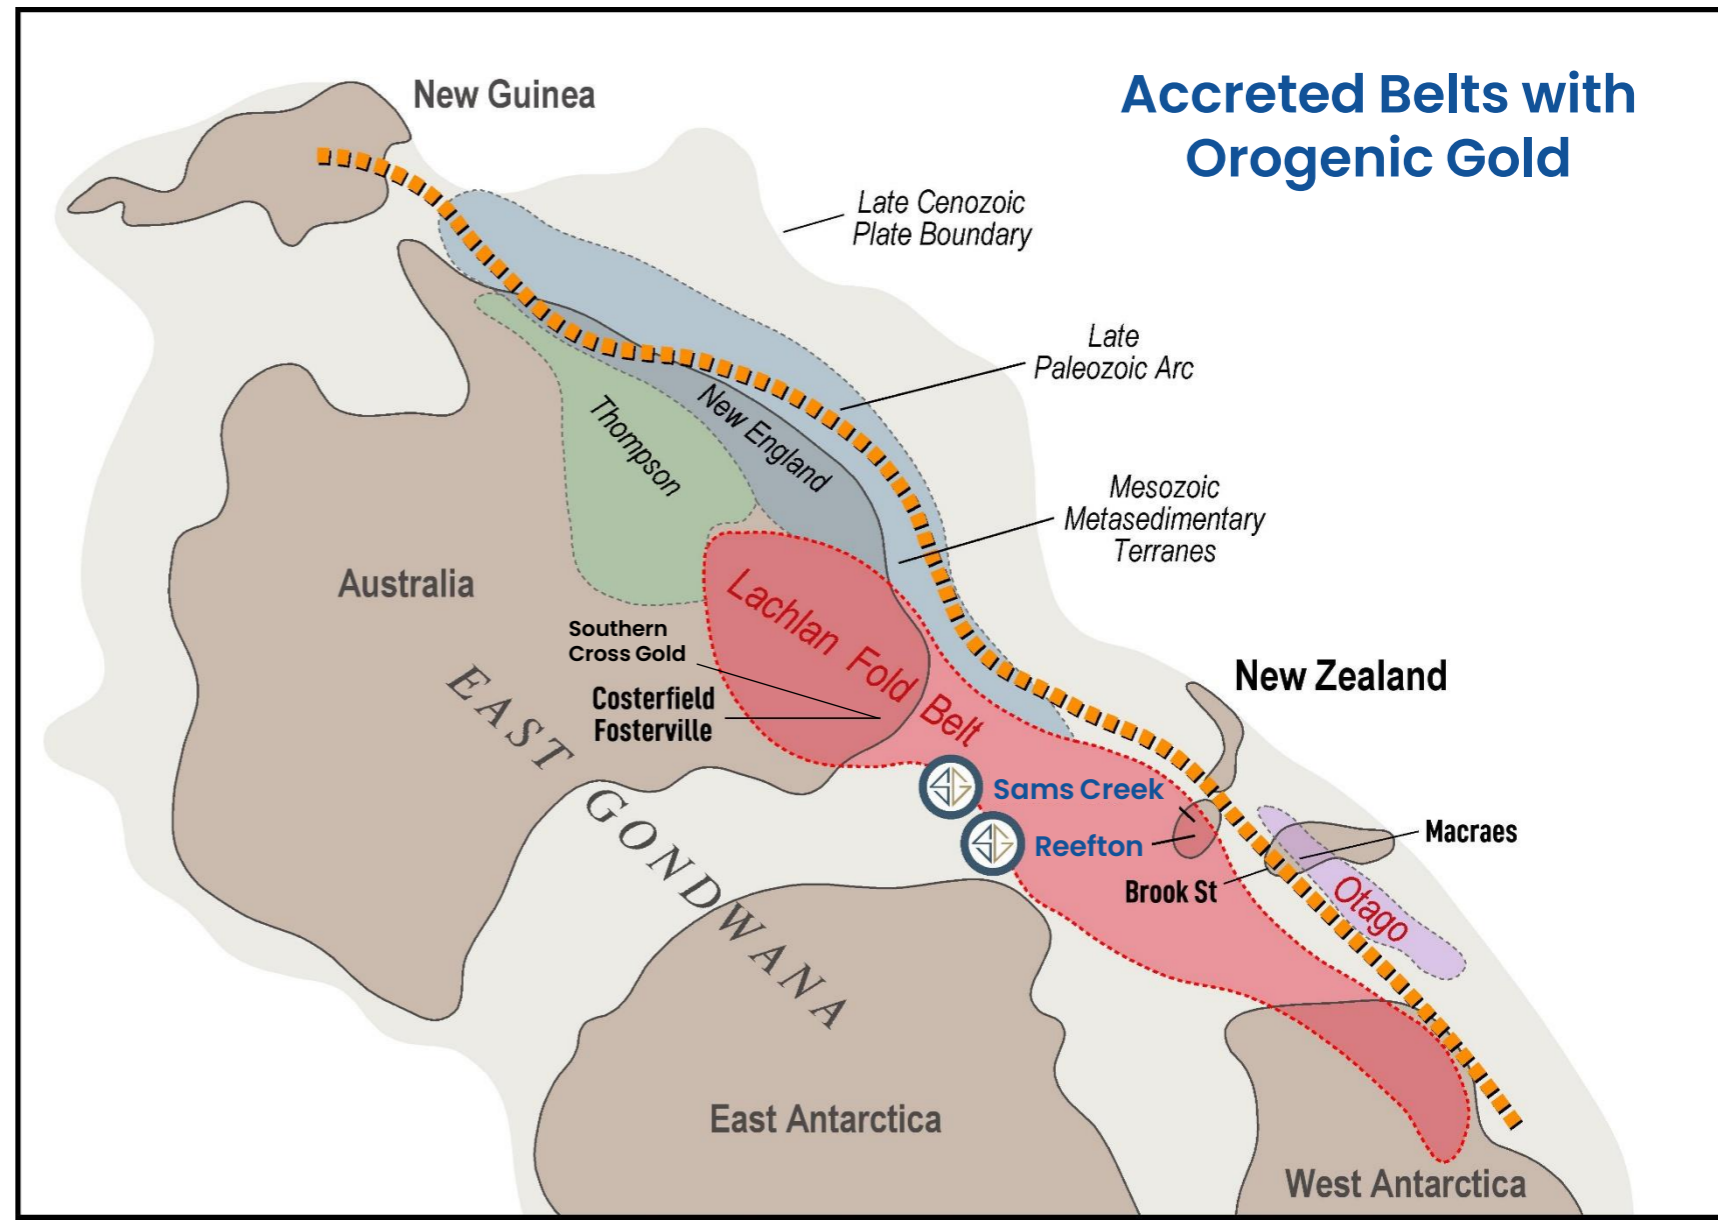 Accreted Belts with
Orogenic Gold
New Guinea
Late Cenozoic
Plate Boundary
Late
Paleozoic Arc
New England
Thompson
Mesozoic
Metasedimentary
Terranes
Australia
Lachlan Fold Belt
Southern
Cross Gold
Costerfield
Fosterville
New Zealand
EAST GONDWANA
SG
Sams Creek
SG
Reefton
Macraes
Brook St
Otago
East Antarctica
West Antarctica